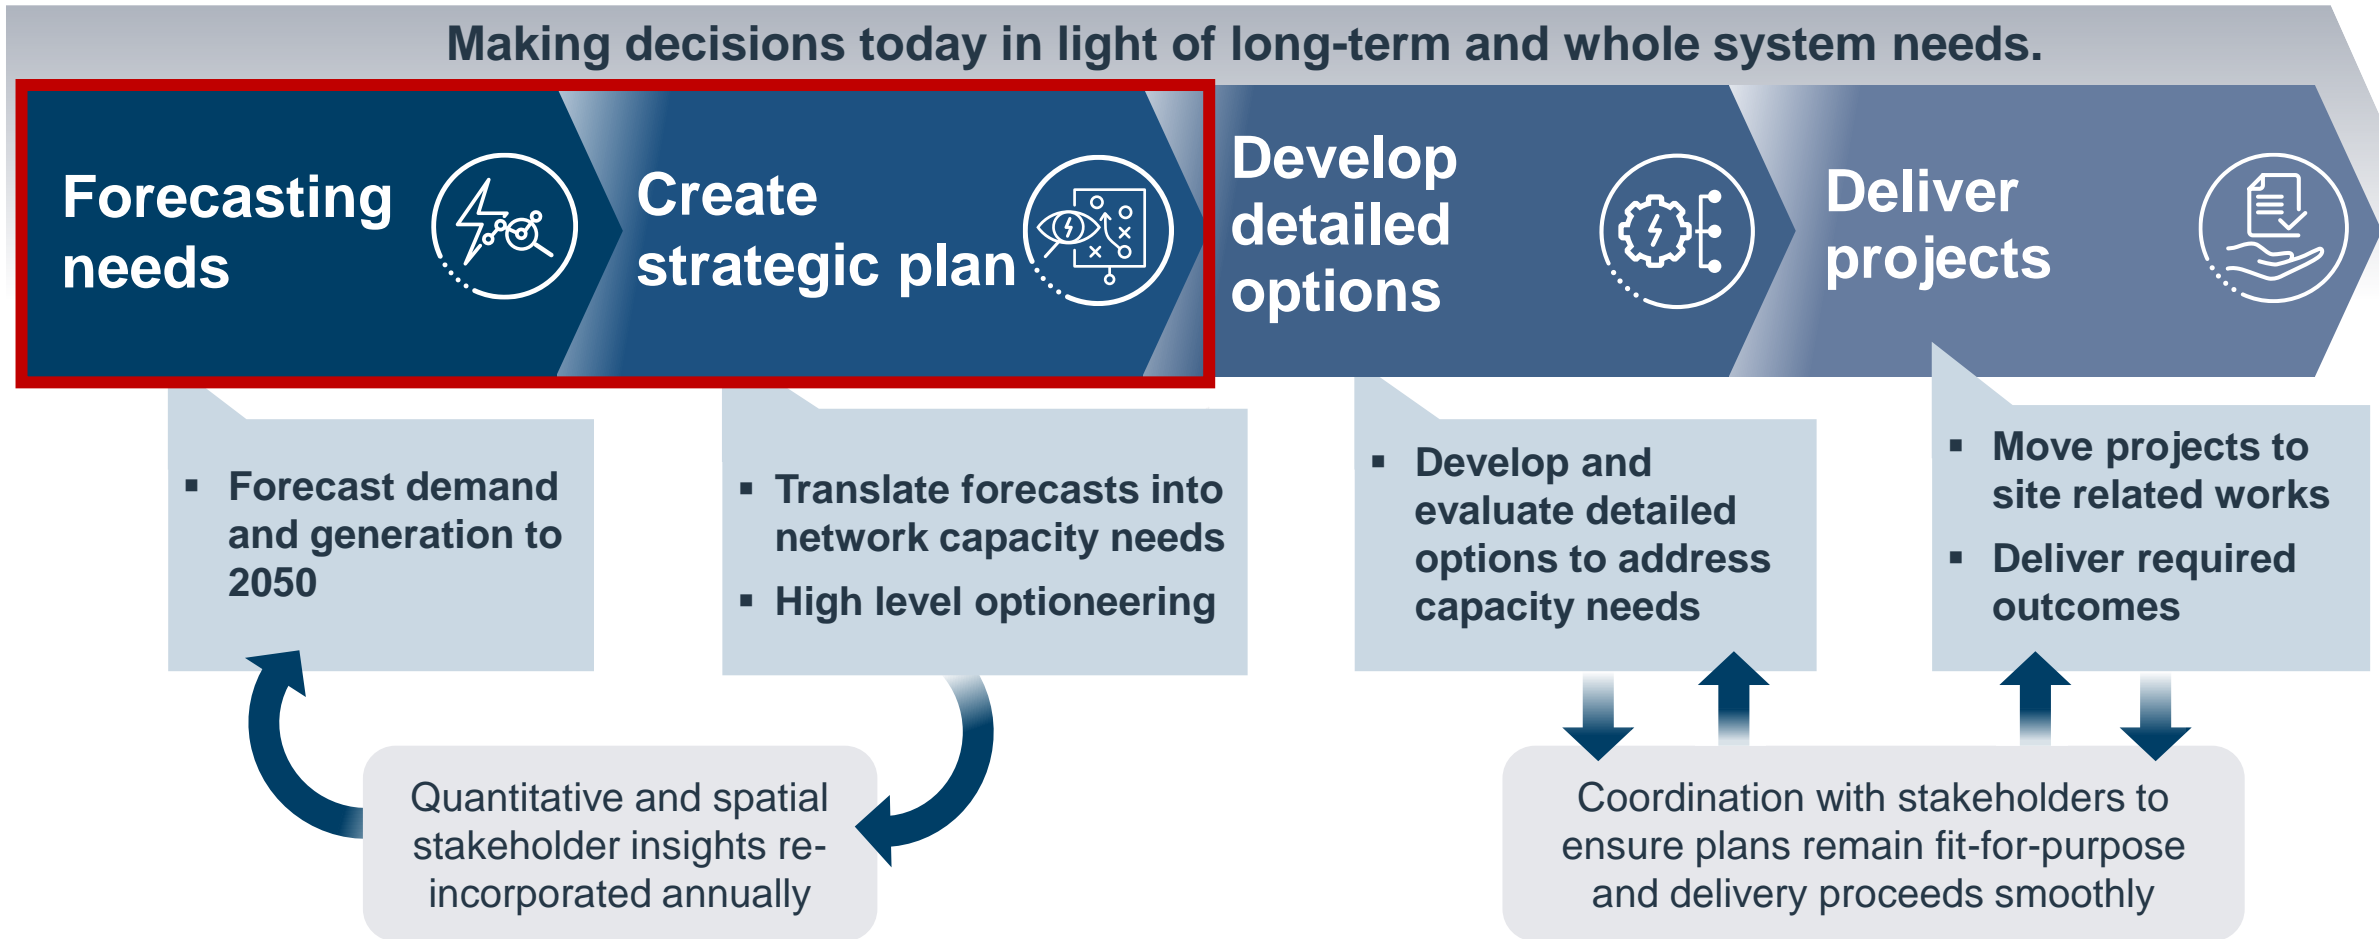 Making decisions today in light of long-term and whole system needs.
Forecasting
needs
Create
strategic plan
Develop
detailed
options
Deliver
projects
▪ Forecast demand
and generation to
2050
▪ Translate forecasts into
network capacity needs
▪ High level optioneering
▪ Develop and
evaluate detailed
options to address
capacity needs
▪ Move projects to
site related works
▪ Deliver required
outcomes
Quantitative and spatial
stakeholder insights re-
incorporated annually
Coordination with stakeholders to
ensure plans remain fit-for-purpose
and delivery proceeds smoothly